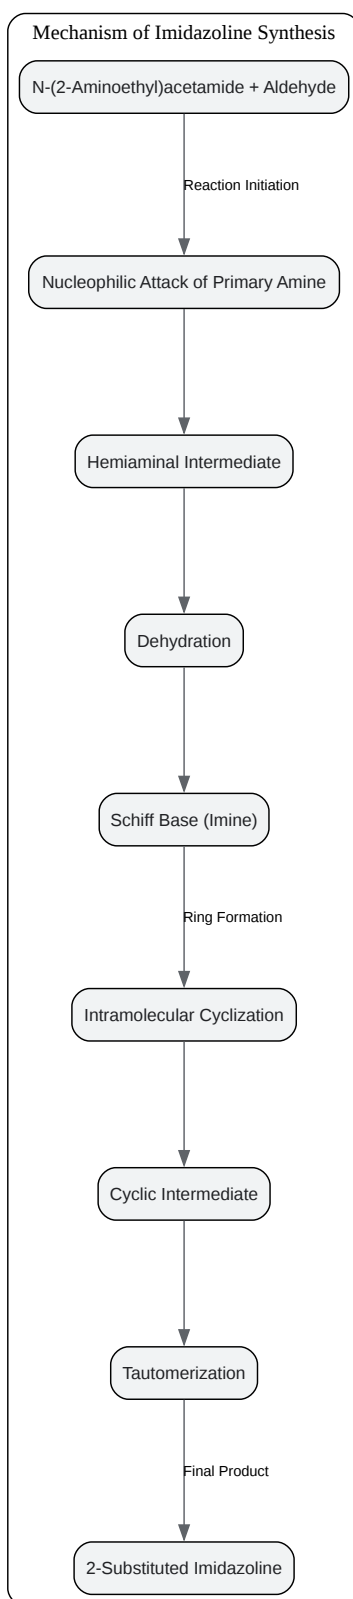 Mechanism of Imidazoline Synthesis
N-(2-Aminoethyl)acetamide + Aldehyde
Reaction Initiation
Nucleophilic Attack of Primary Amine
Hemiaminal Intermediate
Dehydration
Schiff Base (Imine)
Ring Formation
Intramolecular Cyclization
Cyclic Intermediate
Tautomerization
Final Product
2-Substituted Imidazoline